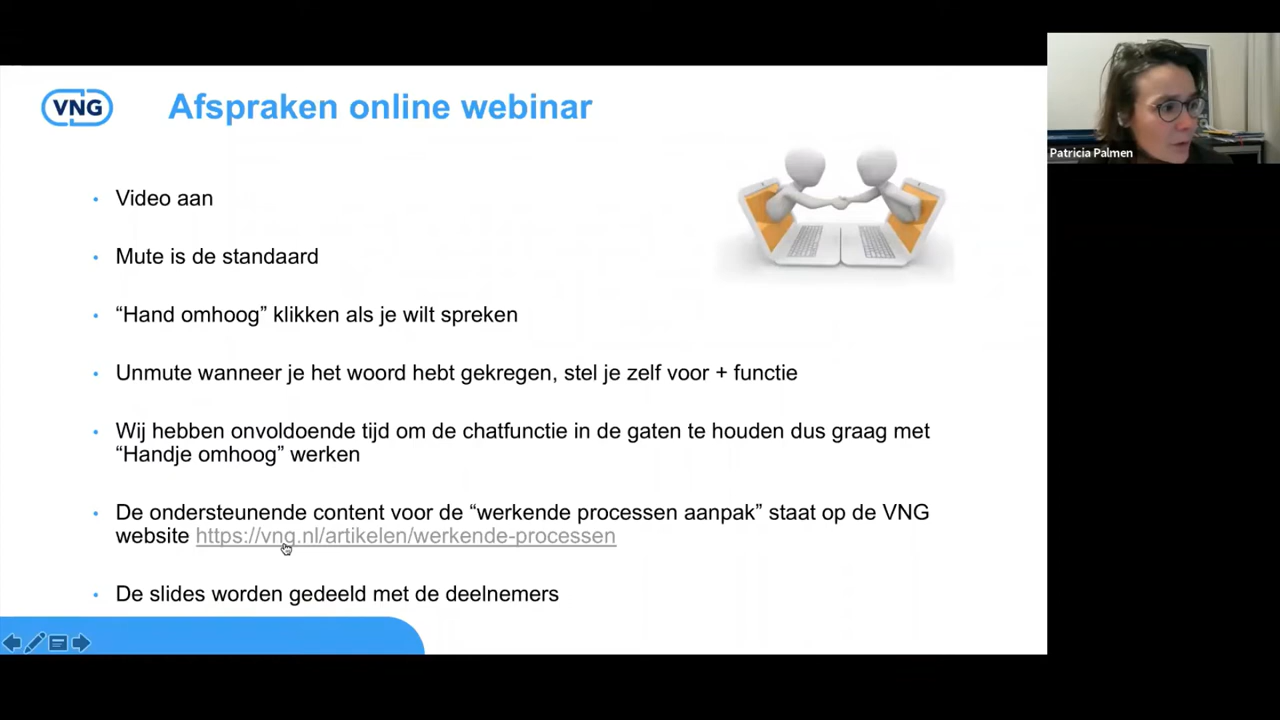 VNG
Afspraken online webinar
Patricia Palmen
Video aan
Mute is de standaard
“Hand omhoog” klikken als je wilt spreken
Unmute wanneer je het woord hebt gekregen, stel je zelf voor + functie
Wij hebben onvoldoende tijd om de chatfunctie in de gaten te houden dus graag met
“Handje omhoog” werken
De ondersteunende content voor de “werkende processen aanpak” staat op de VNG
website https://vng.nl/artikelen/werkende-processen
De slides worden gedeeld met de deelnemers